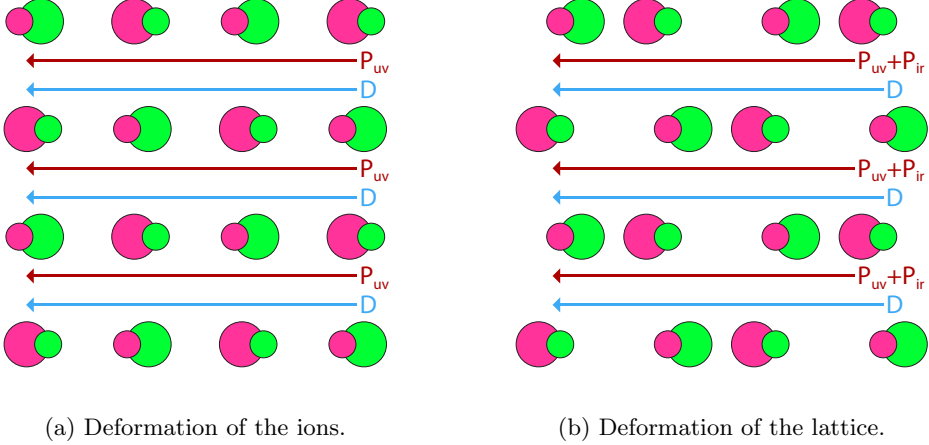 P_uv
D
P_uv
D
P_uv
D
(a) Deformation of the ions.
P_uv+P_ir
D
P_uv+P_ir
D
P_uv+P_ir
D
(b) Deformation of the lattice.